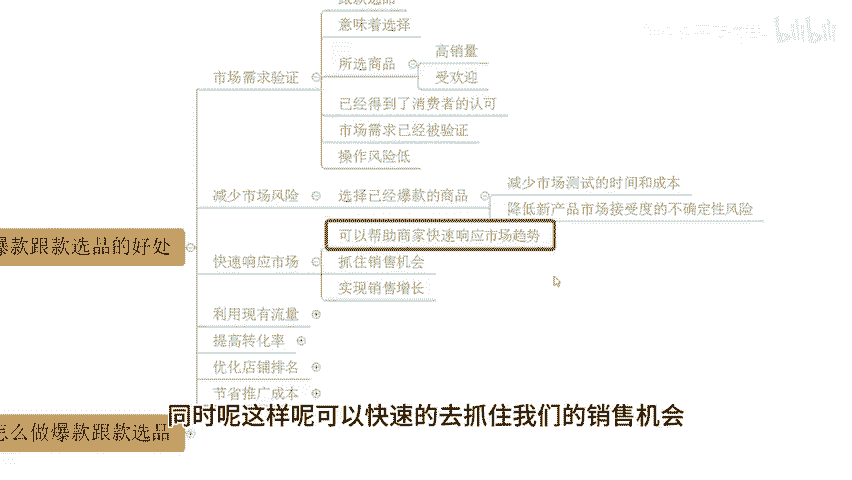 跟款选品
意味着选择
所选商品
高销量
受欢迎
市场需求验证
已经得到了消费者的认可
市场需求已经被验证
操作风险低
减少市场风险
选择已经爆款的商品
减少市场测试的时间和成本
降低新产品市场接受度的不确定性风险
爆款跟款选品的好处
可以帮助商家快速响应市场趋势
快速响应市场
抓住销售机会
实现销售增长
利用现有流量
提高转化率
优化店铺排名
节省推广成本
怎么做爆款跟款选品
同时呢这样呢可以快速的去抓住我们的销售机会
bilibili